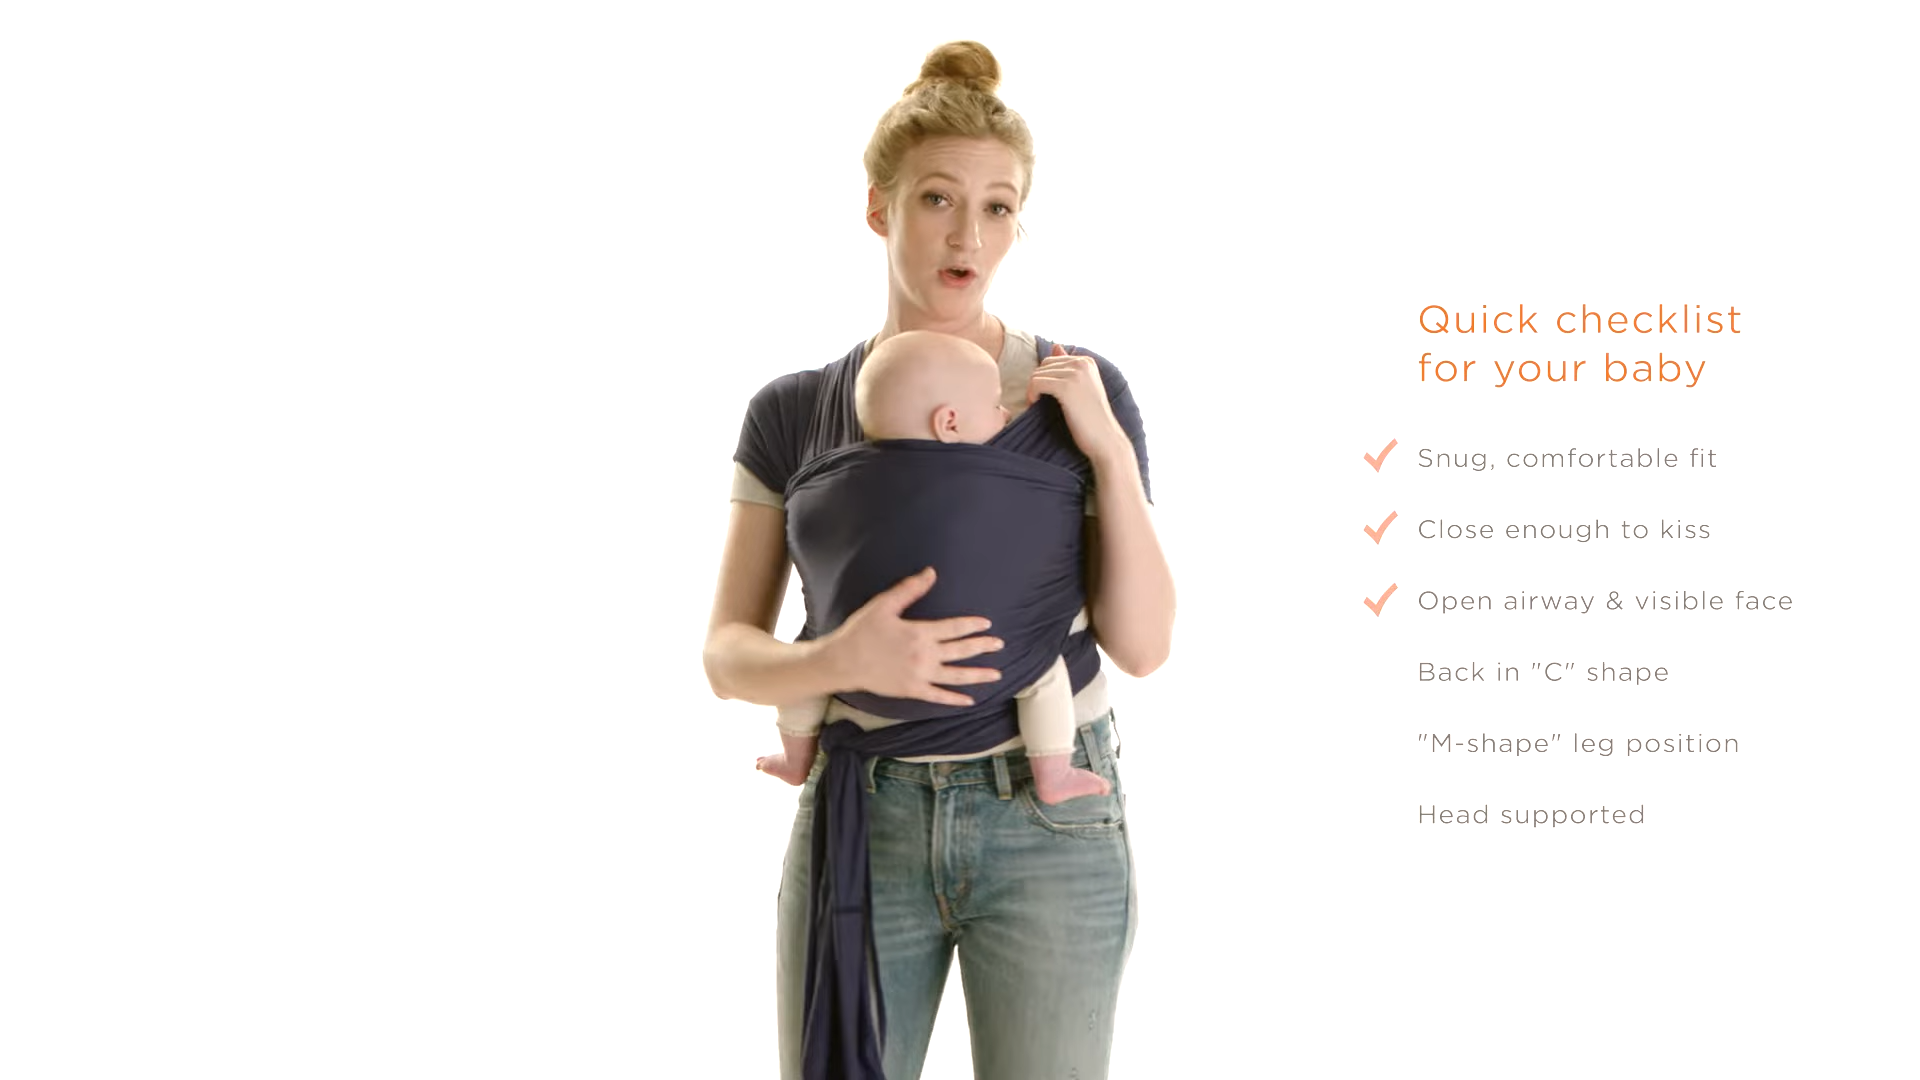 Quick checklist
for your baby
Snug, comfortable fit
Close enough to kiss
Open airway & visible face
Back in "C" shape
"M-shape" leg position
Head supported